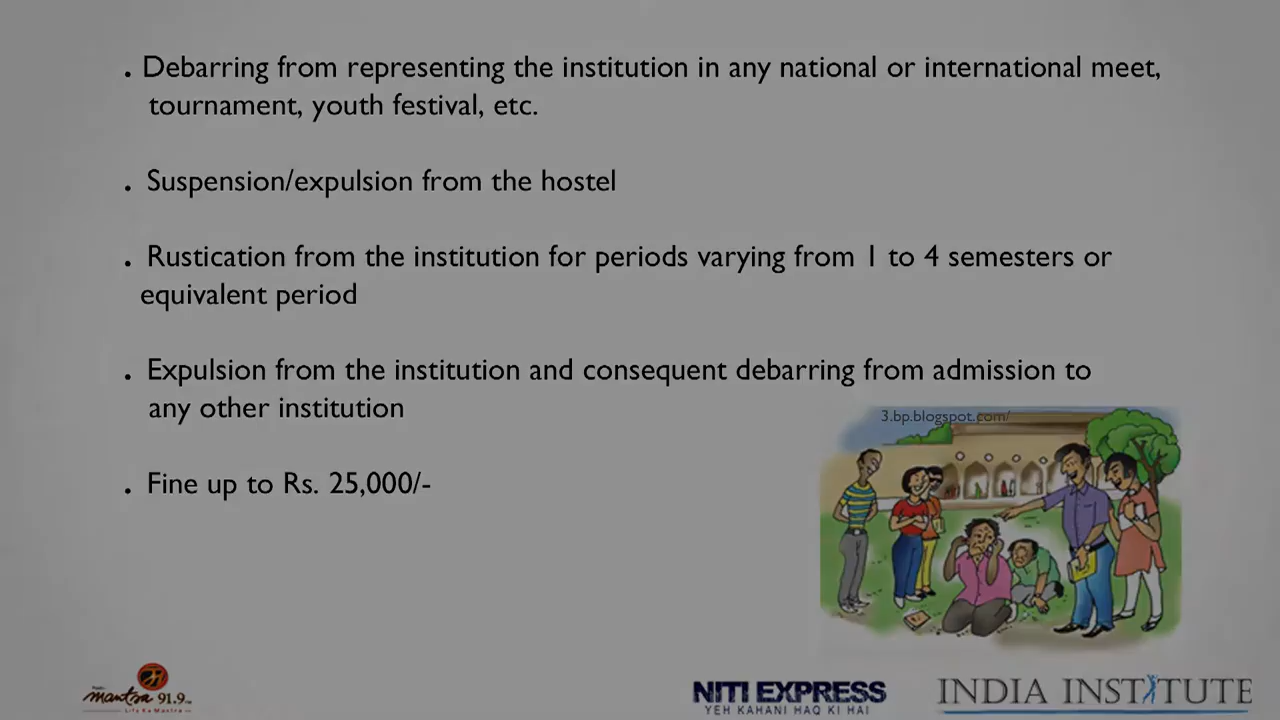 . Debarring from representing the institution in any national or international meet,
tournament, youth festival, etc.
. Suspension/expulsion from the hostel
. Rustication from the institution for periods varying from 1 to 4 semesters or
equivalent period
. Expulsion from the institution and consequent debarring from admission to
any other institution
3.bp.blogspot.com/
. Fine up to Rs. 25,000/-
mantra 91.9
NITI EXPRESS
YEH KAHANI HAQ KI HAI
INDIA INSTITUTE